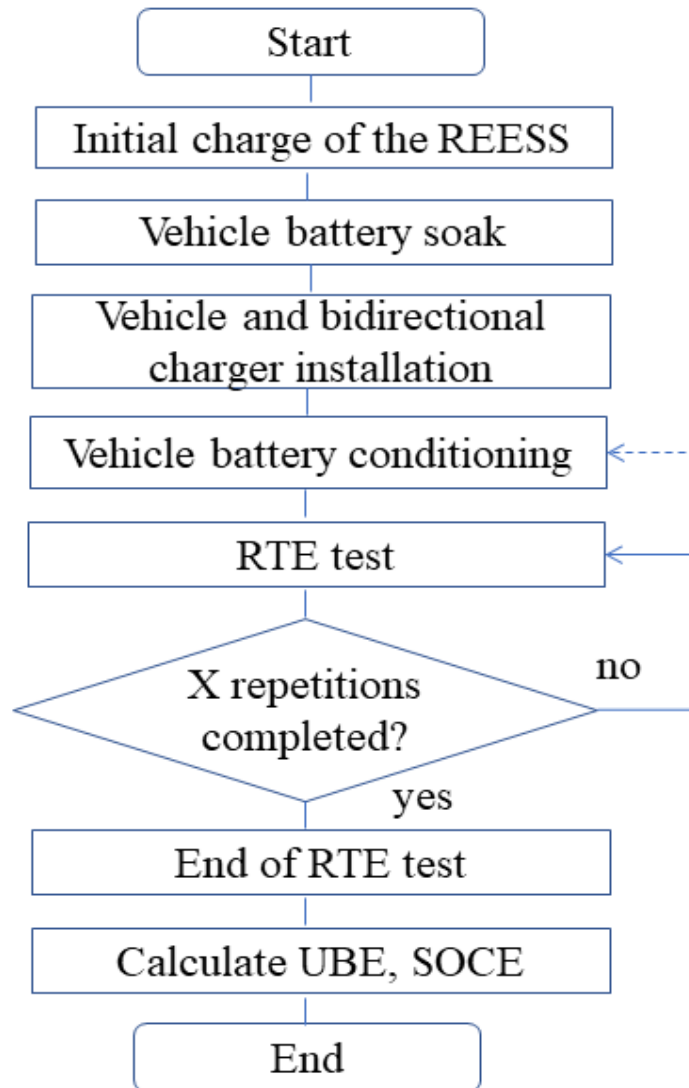 Start
Initial charge of the REESS
Vehicle battery soak
Vehicle and bidirectional
charger installation
Vehicle battery conditioning
RTE test
X repetitions
completed?
no
yes
End of RTE test
Calculate UBE, SOCE
End